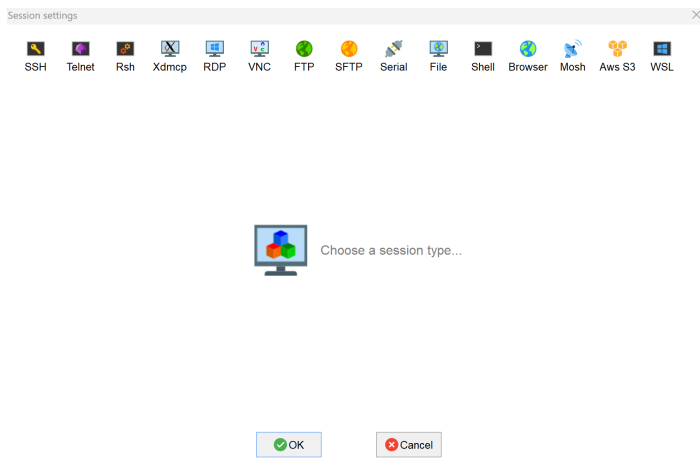 Session settings
SSH Telnet Rsh Xdmcp RDP VNC FTP SFTP Serial File Shell Browser Mosh Aws S3 WSL
Choose a session type...
OK Cancel